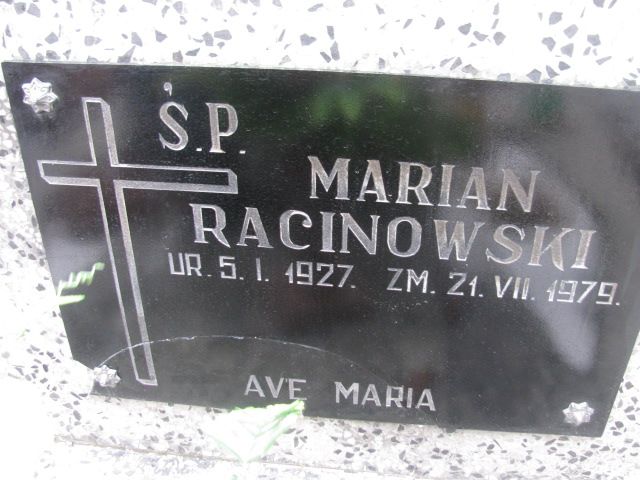 Ś.P.
MARIAN
RACINOWSKI
UR. 5. I. 1927. ZM. 21. VII. 1979.
AVE MARIA